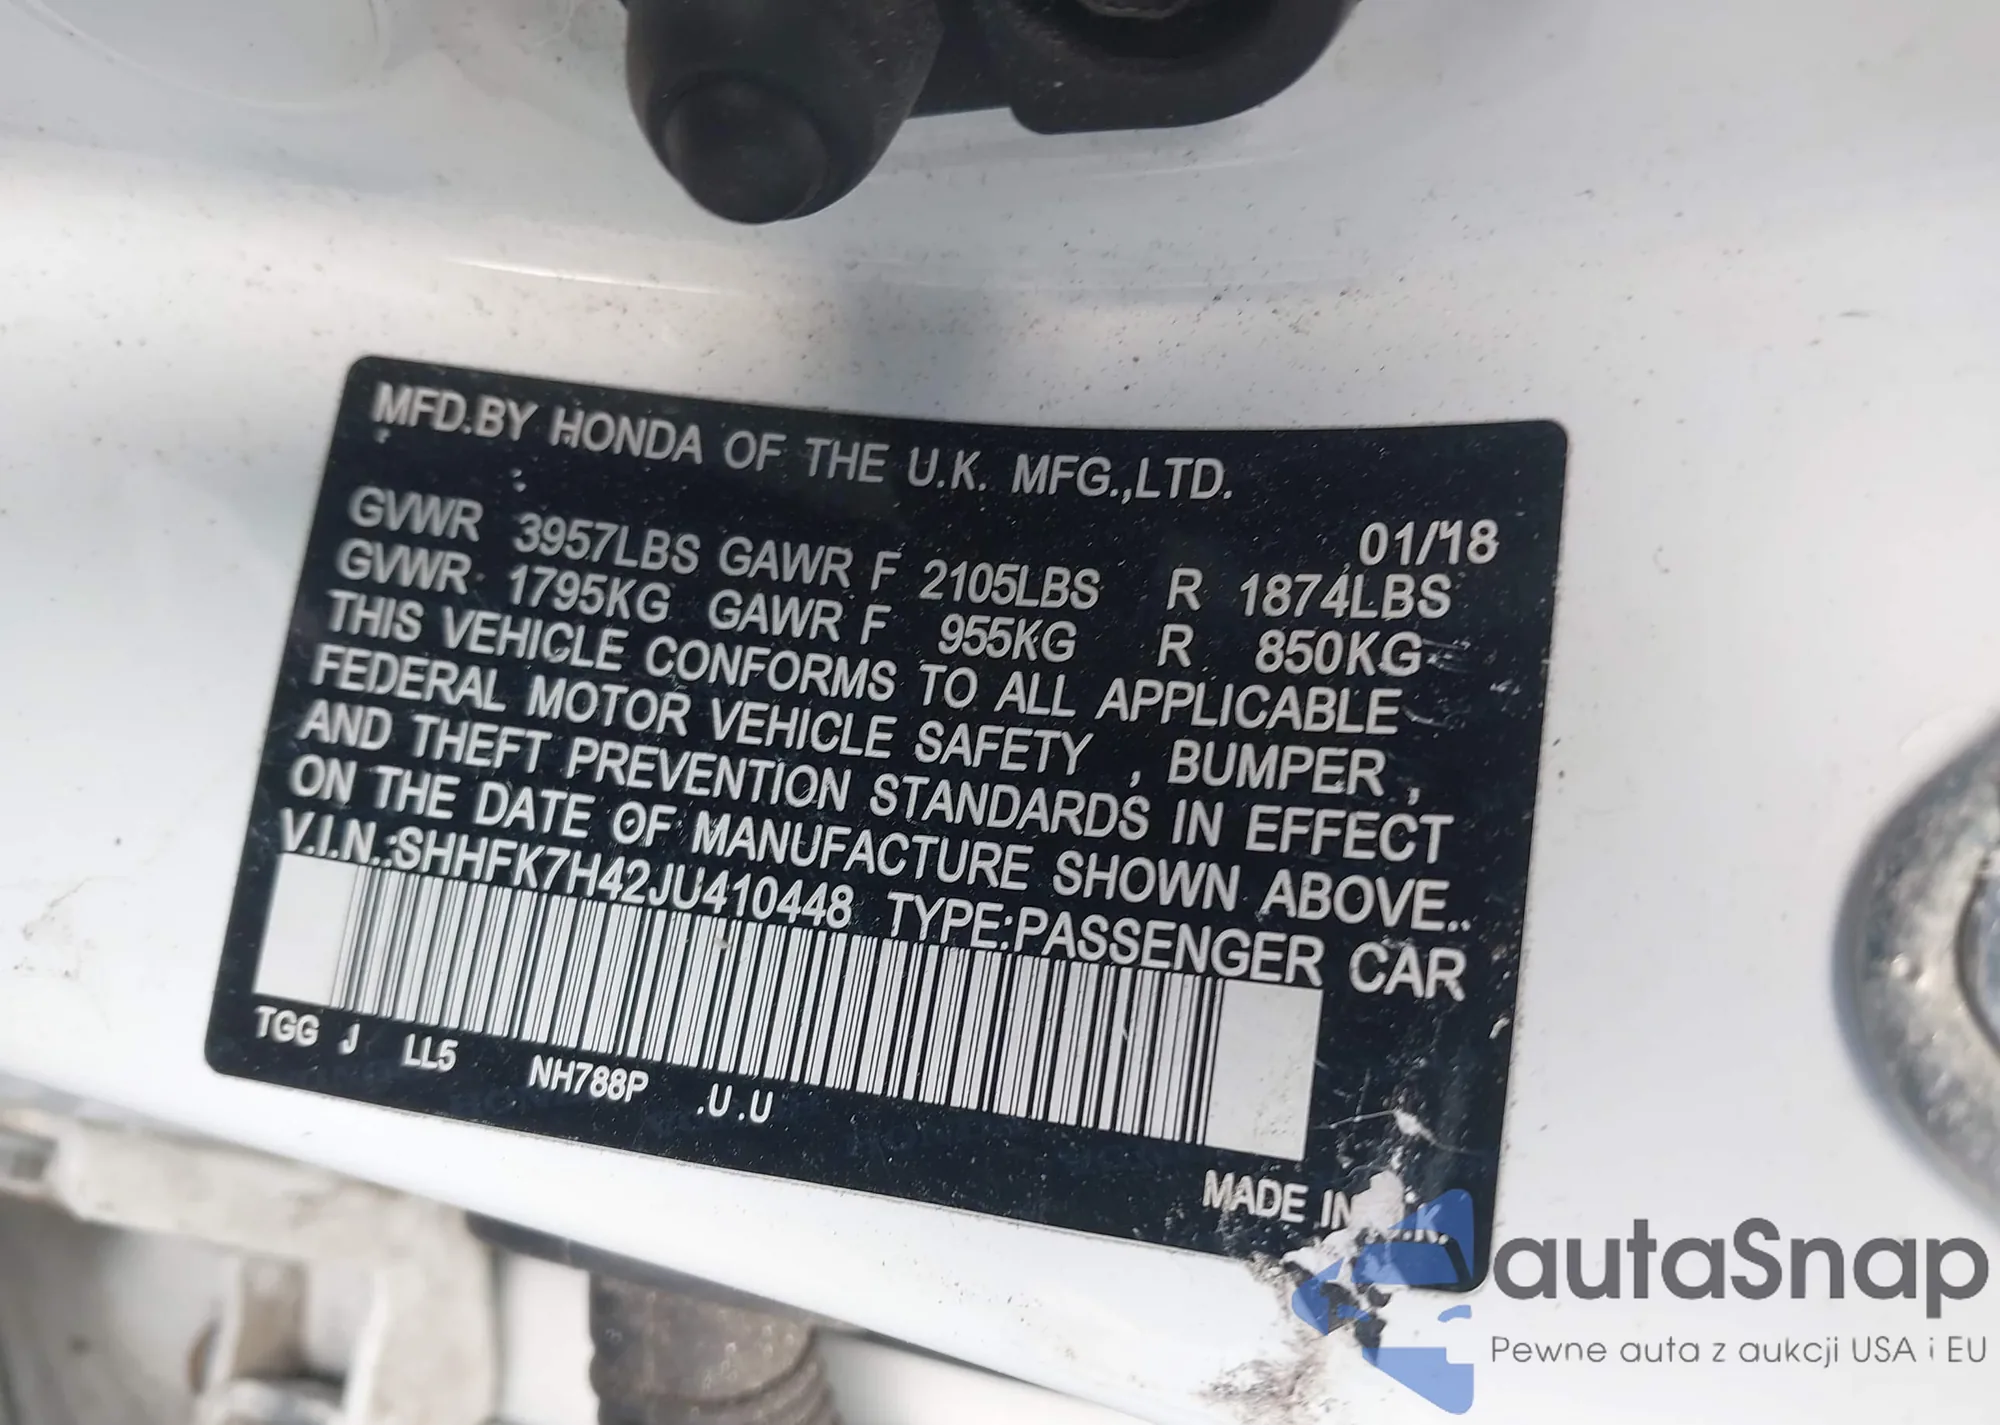 MFD.BY HONDA OF THE U.K. MFG.,LTD.
01/18
GVWR 3957LBS GAWR F 2105LBS R 1874LBS
GVWR 1795KG GAWR F 955KG R 850KG
THIS VEHICLE CONFORMS TO ALL APPLICABLE
FEDERAL MOTOR VEHICLE SAFETY , BUMPER ,
AND THEFT PREVENTION STANDARDS IN EFFECT
ON THE DATE OF MANUFACTURE SHOWN ABOVE..
V.I.N.:SHHFK7H42JU410448 TYPE:PASSENGER CAR
TGG J LL5 NH788P .U .U
MADE IN
autaSnap
Pewne auta z aukcji USA i EU